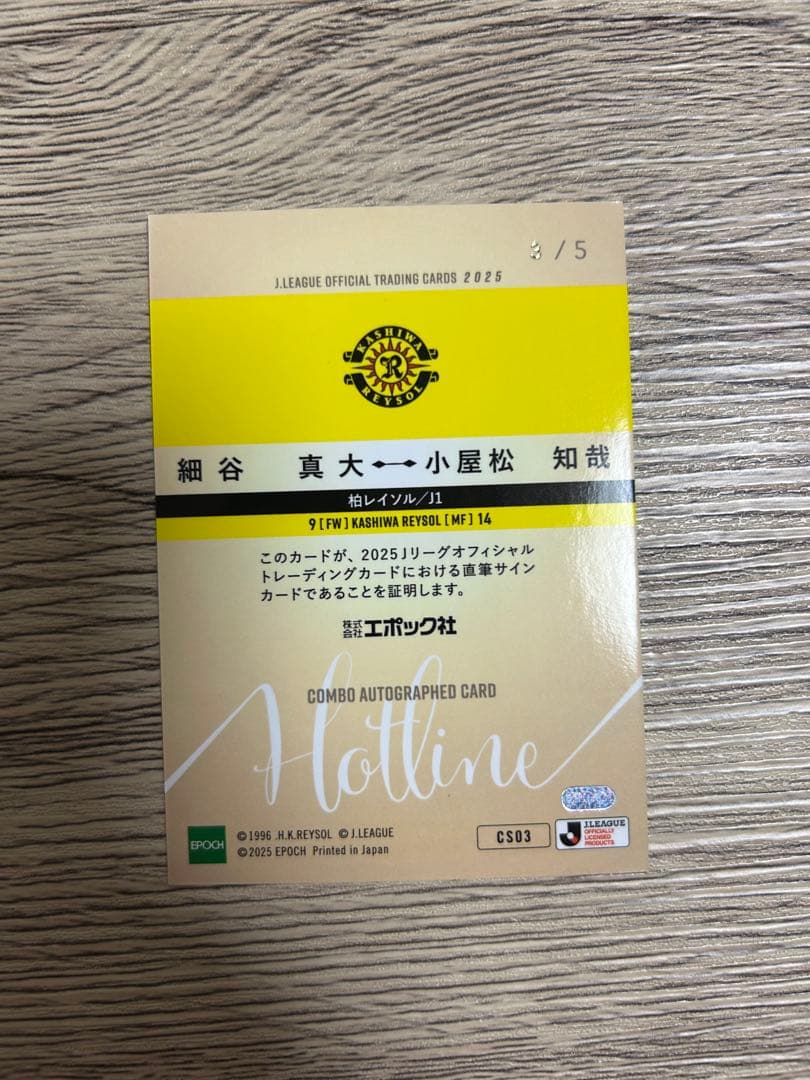 3 / 5
J.LEAGUE OFFICIAL TRADING CARDS 2025
KASHIWA
R
REYSOL
細谷 真大 小屋松 知哉
柏レイソル/J1
9 [FW] KASHIWA REYSOL [MF] 14
このカードが、2025Jリーグオフィシャル
トレーディングカードにおける直筆サイン
カードであることを証明します。
株式会社エポック社
COMBO AUTOGRAPHED CARD
Hotline
EPOCH
©1996 .H.K.REYSOL ©J.LEAGUE
©2025 EPOCH Printed in Japan
CS03
J.LEAGUE
OFFICIALLY
LICENSED
PRODUCTS